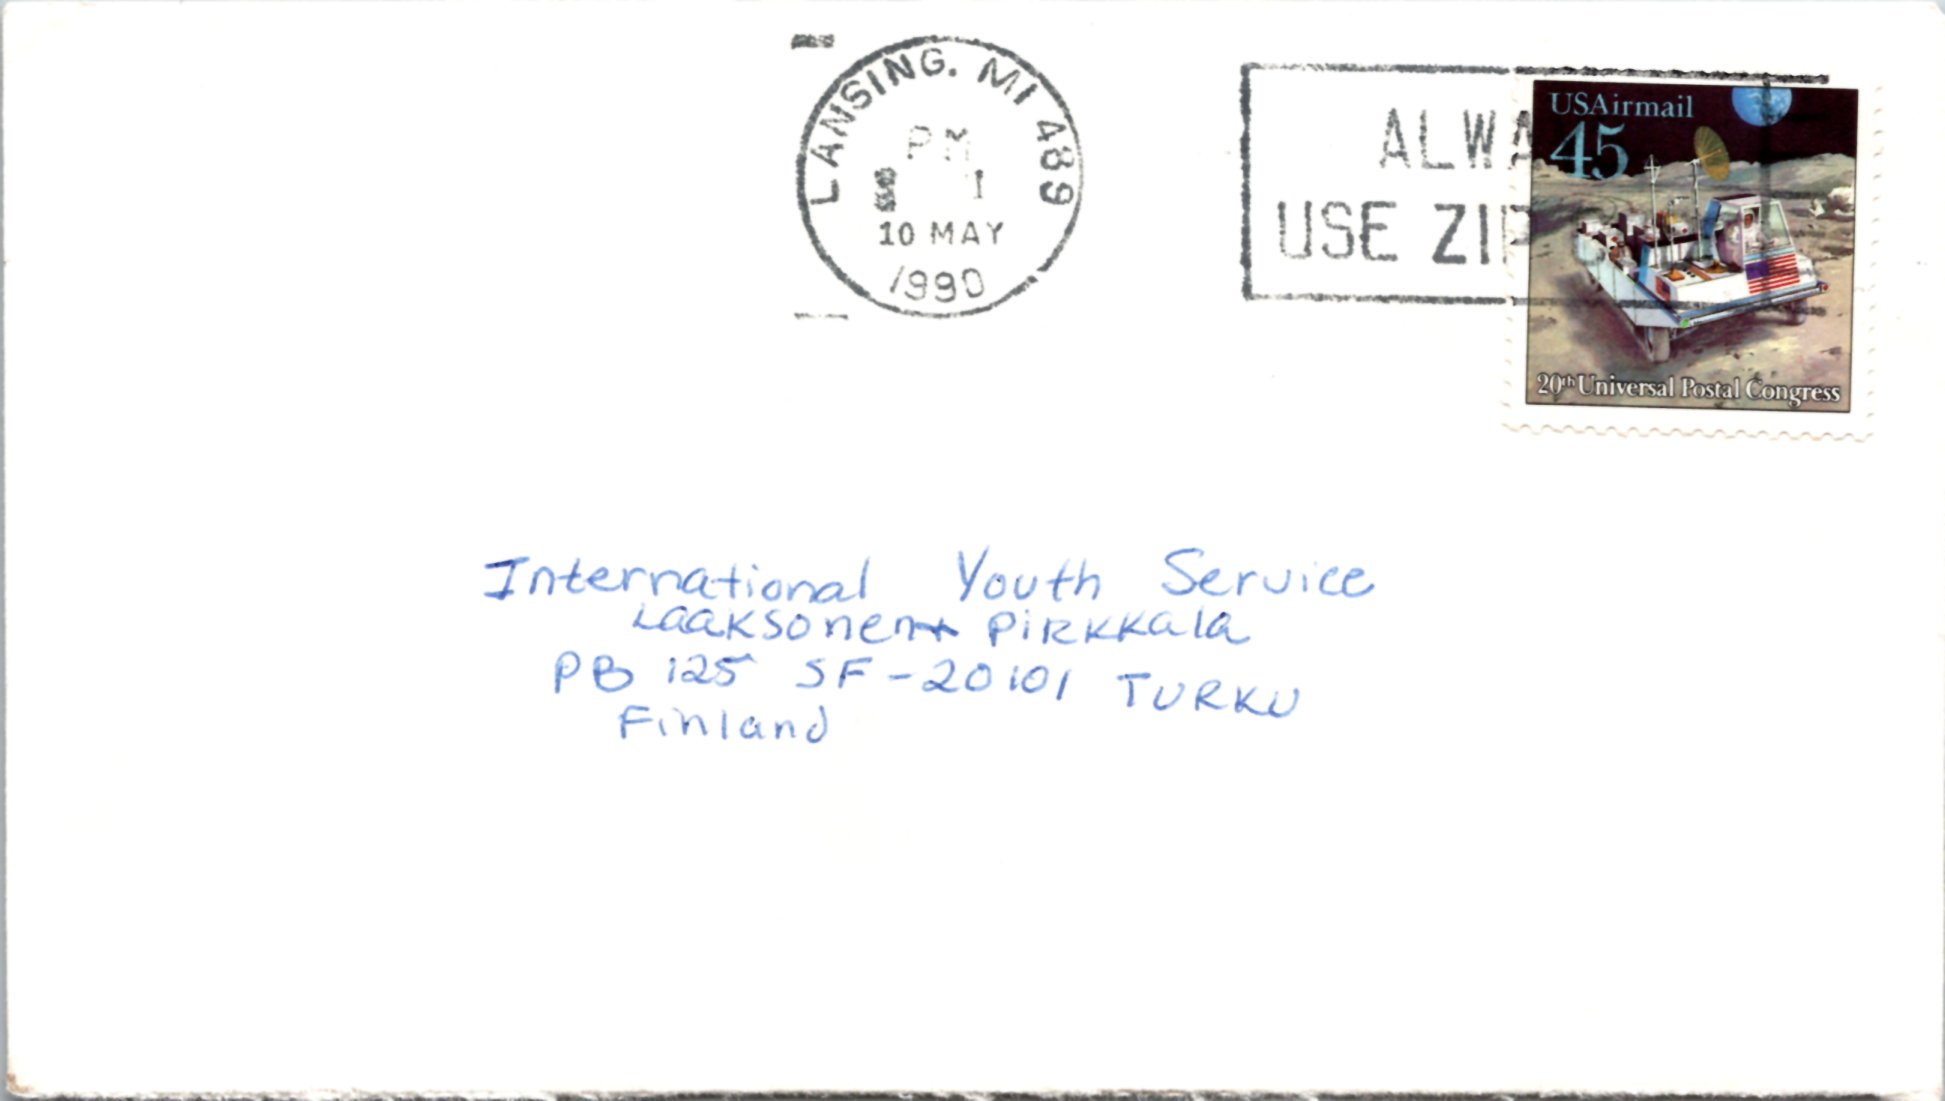 LANSING, MI 489
PM
1
10 MAY
1990
ALWA
USE ZIP
USAirmail
45
20th Universal Postal Congress
International Youth Service
Laaksonen + Pirkkala
PB 125 SF-20101 TURKU
Finland